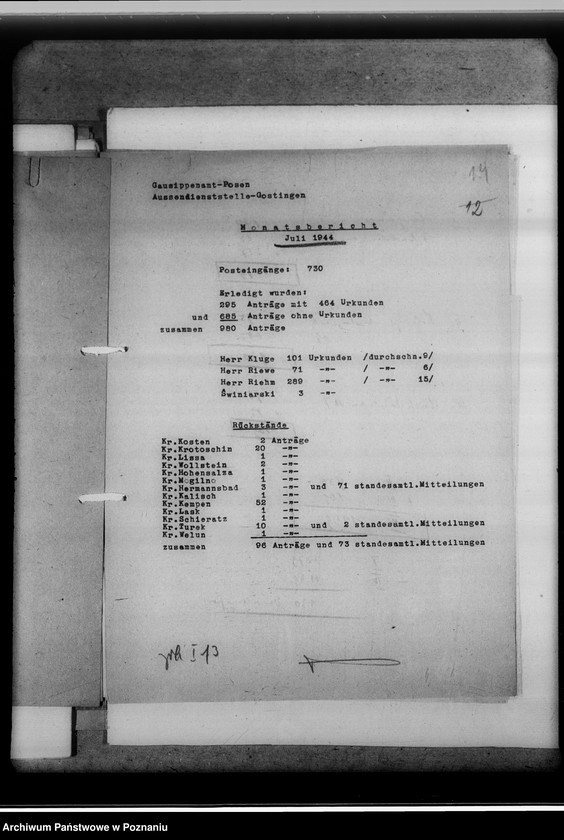 14
12
Gausippenamt-Posen
Aussendienststelle-Gostingen
Monatsbericht
Juli 1944
Posteingänge: 730
Erledigt wurden:
295 Anträge mit 464 Urkunden
und 685 Anträge ohne Urkunden
zusammen 980 Anträge
Herr Kluge 101 Urkunden /durchschn.9/
Herr Riewe 71 -"- / -"- 6/
Herr Riehm 289 -"- / -"- 15/
Świniarski 3 -"-
Rückstände
Kr.Kosten 2 Anträge
Kr.Krotoschin 20 -"-
Kr.Lissa 1 -"-
Kr.Wollstein 2 -"-
Kr.Hohensalza 1 -"-
Kr.Mogilno 1 -"-
Kr.Hermannsbad 3 -"- und 71 standesamtl.Mitteilungen
Kr.Kalisch 1 -"-
Kr.Kempen 52 -"-
Kr.Lask 1 -"-
Kr.Schieratz 1 -"-
Kr.Turek 10 -"- und 2 standesamtl.Mitteilungen
Kr.Welun 1 -"-
zusammen 96 Anträge und 73 standesamtl.Mitteilungen
I 13
Archiwum Państwowe w Poznaniu